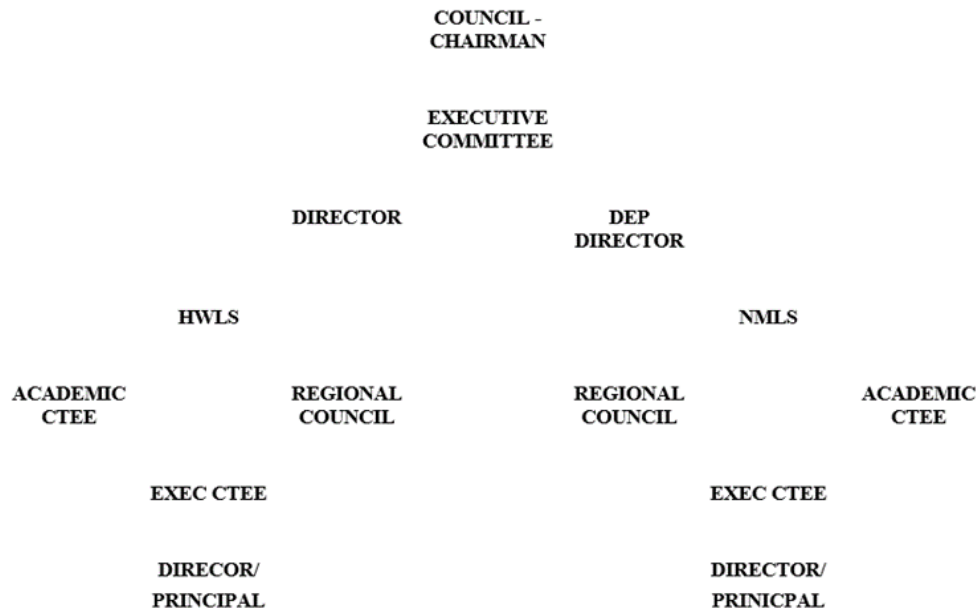 COUNCIL -
CHAIRMAN
EXECUTIVE
COMMITTEE
DIRECTOR
DEP
DIRECTOR
HWLS
NMLS
ACADEMIC
CTEE
REGIONAL
COUNCIL
REGIONAL
COUNCIL
ACADEMIC
CTEE
EXEC CTEE
EXEC CTEE
DIRECOR/
PRINCIPAL
DIRECTOR/
PRINICPAL